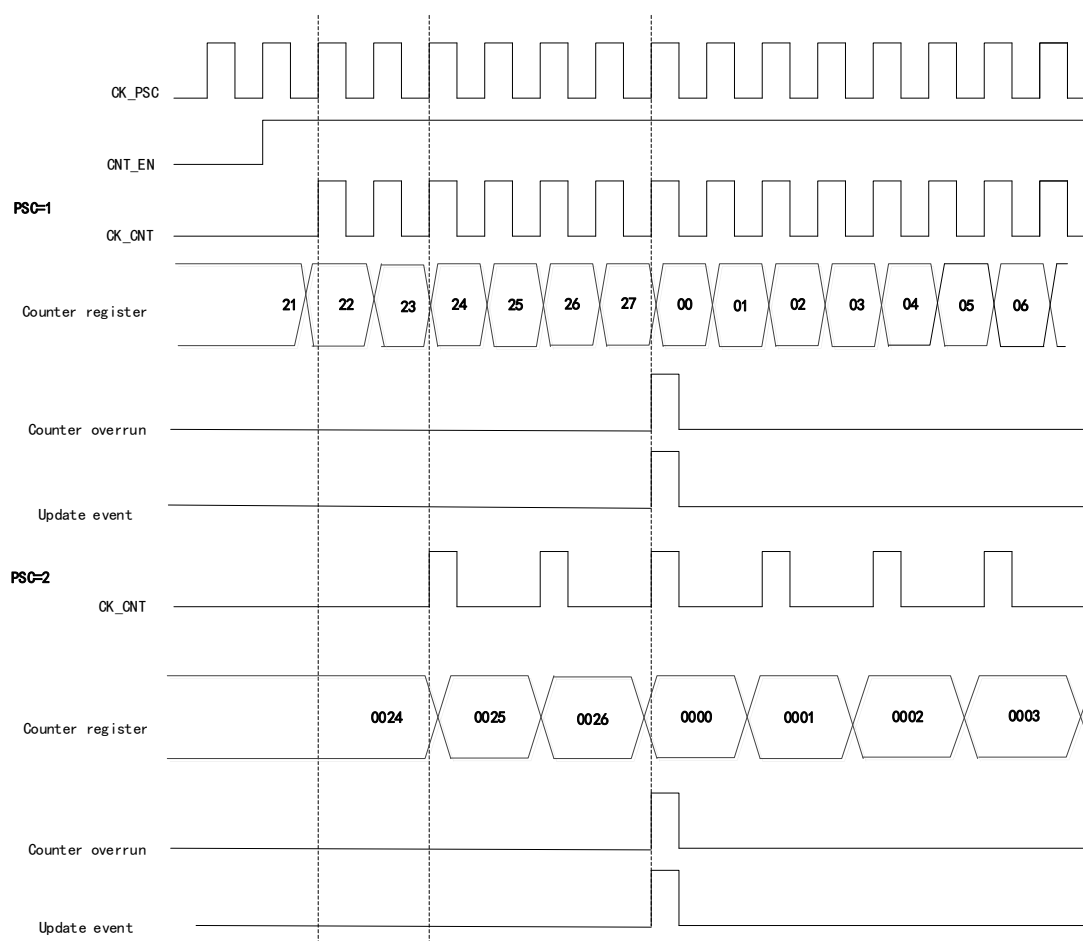 CK_PSC
CNT_EN
PSC=1
CK_CNT
Counter register 21 22 23 24 25 26 27 00 01 02 03 04 05 06
Counter overrun
Update event
PSC=2
CK_CNT
Counter register 0024 0025 0026 0000 0001 0002 0003
Counter overrun
Update event